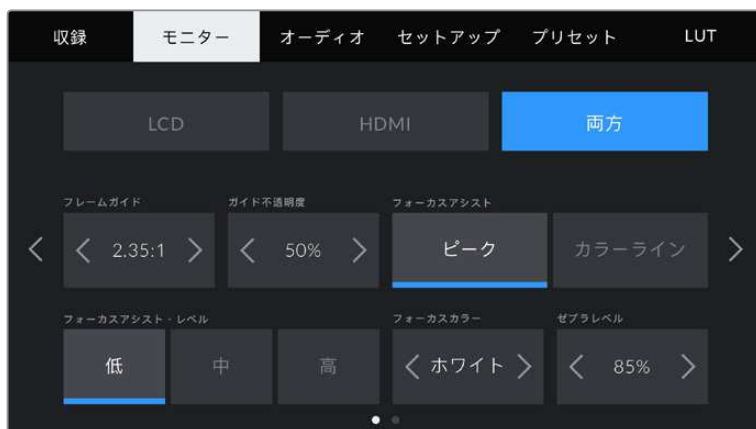 収録 モニター オーディオ セットアップ プリセット LUT
LCD HDMI 両方
フレームガイド ガイド不透明度 フォーカスアシスト
2.35:1 50% ピーク カラーライン
フォーカスアシスト・レベル フォーカスカラー ゼブラレベル
低 中 高 ホワイト 85%